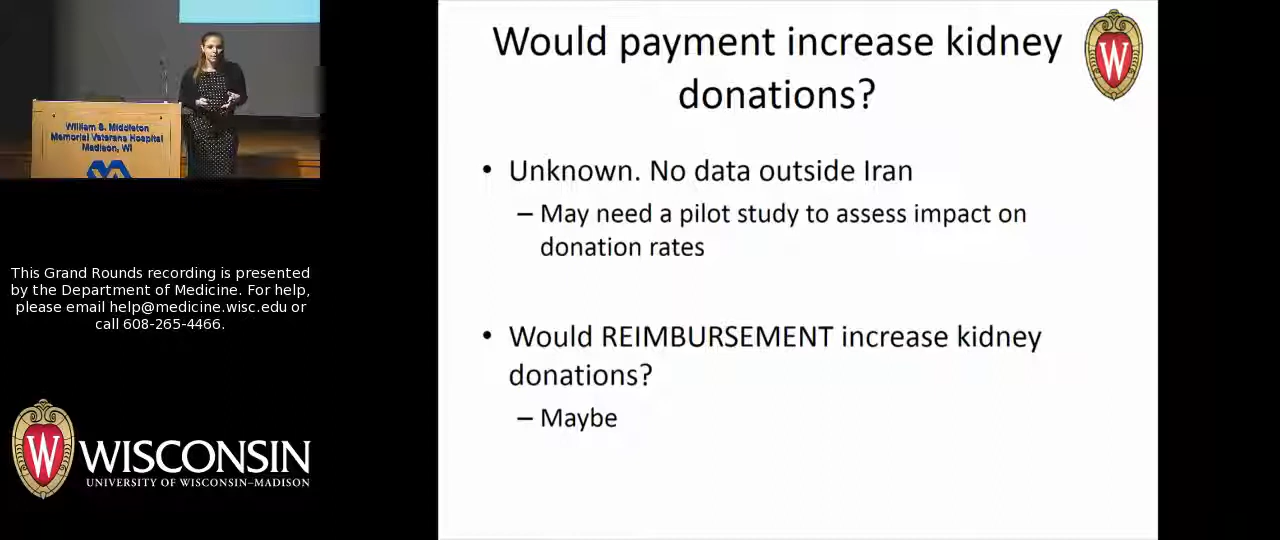 William S. Middleton
Memorial Veterans Hospital
Madison, WI
This Grand Rounds recording is presented
by the Department of Medicine. For help,
please email help@medicine.wisc.edu or
call 608-265-4466.
W WISCONSIN
UNIVERSITY OF WISCONSIN–MADISON
Would payment increase kidney
donations?
W
• Unknown. No data outside Iran
– May need a pilot study to assess impact on
donation rates
• Would REIMBURSEMENT increase kidney
donations?
– Maybe